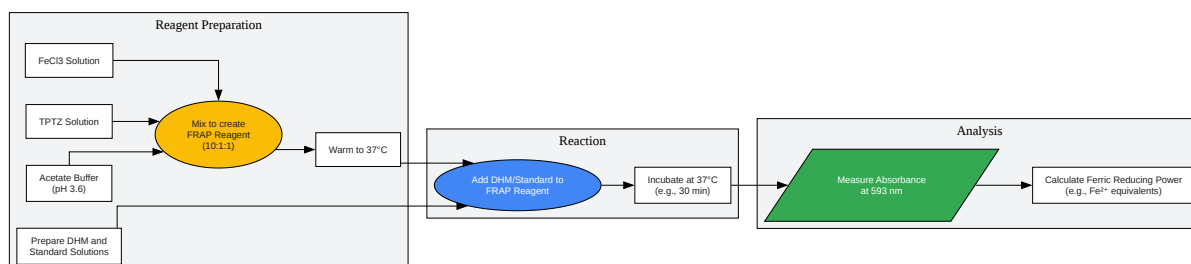 Reagent Preparation
FeCl3 Solution
TPTZ Solution
Acetate Buffer
(pH 3.6)
Mix to create
FRAP Reagent
(10:1:1)
Warm to 37°C
Prepare DHM and
Standard Solutions
Reaction
Add DHM/Standard to
FRAP Reagent
Incubate at 37°C
(e.g., 30 min)
Analysis
Measure Absorbance
at 593 nm
Calculate Ferric Reducing Power
(e.g., Fe²⁺ equivalents)